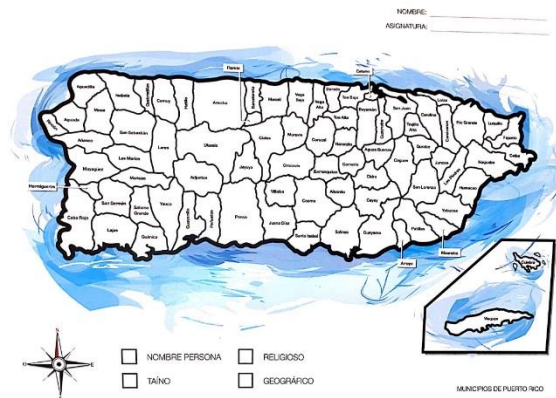 NOMBRE:
ASIGNATURA:
Florida
Cataño
Aguadilla
Isabela
Quebradillas
Camuy
Hatillo
Arecibo
Barceloneta
Manatí
Vega Baja
Vega Alta
Dorado
Toa Baja
Toa Alta
Bayamón
Guaynabo
San Juan
Trujillo Alto
Carolina
Loíza
Canóvanas
Río Grande
Luquillo
Fajardo
Ceiba
Rincón
Aguada
Moca
San Sebastián
Añasco
Las Marías
Lares
Utuado
Ciales
Morovis
Corozal
Naranjito
Aguas Buenas
Caguas
Gurabo
Juncos
Las Piedras
Naguabo
Humacao
Mayagüez
Maricao
Adjuntas
Jayuya
Orocovis
Barranquitas
Comerío
Cidra
San Lorenzo
Hormigueros
San Germán
Sabana Grande
Yauco
Guayanilla
Peñuelas
Ponce
Villalba
Coamo
Aibonito
Cayey
Yabucoa
Cabo Rojo
Lajas
Guánica
Juana Díaz
Santa Isabel
Salinas
Guayama
Patillas
Arroyo
Maunabo
Culebra
Vieques
N
O
E
S
NOMBRE PERSONA
RELIGIOSO
TAÍNO
GEOGRÁFICO
MUNICIPIOS DE PUERTO RICO